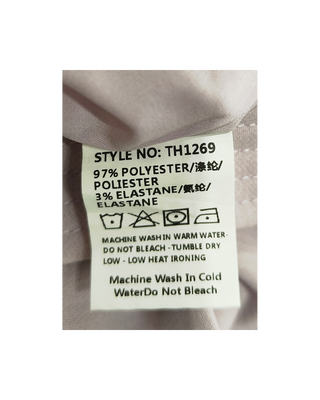 STYLE NO: TH1269
97% POLYESTER/涤纶/
POLIESTER
3% ELASTANE/氨纶/
ELASTANE
MACHINE WASH IN WARM WATER-
DO NOT BLEACH - TUMBLE DRY
LOW - LOW HEAT IRONING
Machine Wash In Cold
WaterDo Not Bleach